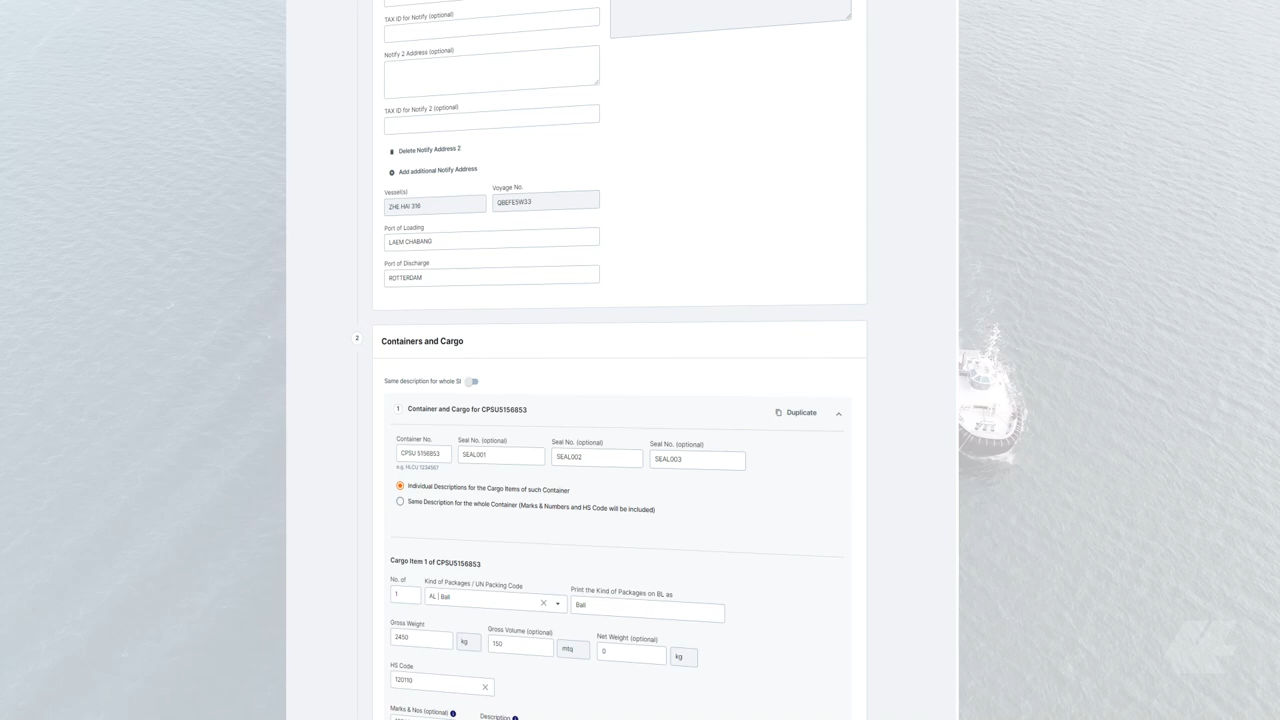 TAX ID for Notify (optional)
Notify 2 Address (optional)
TAX ID for Notify 2 (optional)
Delete Notify Address 2
Add additional Notify Address
Vessel(s)
Voyage No.
ZHE HAI 316
QBEFE5W33
Port of Loading
LAEM CHABANG
Port of Discharge
ROTTERDAM
2
Containers and Cargo
Same description for whole SI
1 Container and Cargo for CPSU5156853
Duplicate
Container No.
Seal No. (optional)
Seal No. (optional)
Seal No. (optional)
CPSU 5156853
SEAL001
SEAL002
SEAL003
e.g. HLCU 1234567
Individual Descriptions for the Cargo Items of such Container
Same Description for the whole Container (Marks & Numbers and HS Code will be included)
Cargo Item 1 of CPSU5156853
No. of
Kind of Packages / UN Packing Code
Print the Kind of Packages on BL as
1
AL | Ball
Ball
Gross Weight
Gross Volume (optional)
Net Weight (optional)
2450
kg
150
mtq
0
kg
HS Code
120110
Marks & Nos (optional)
Description